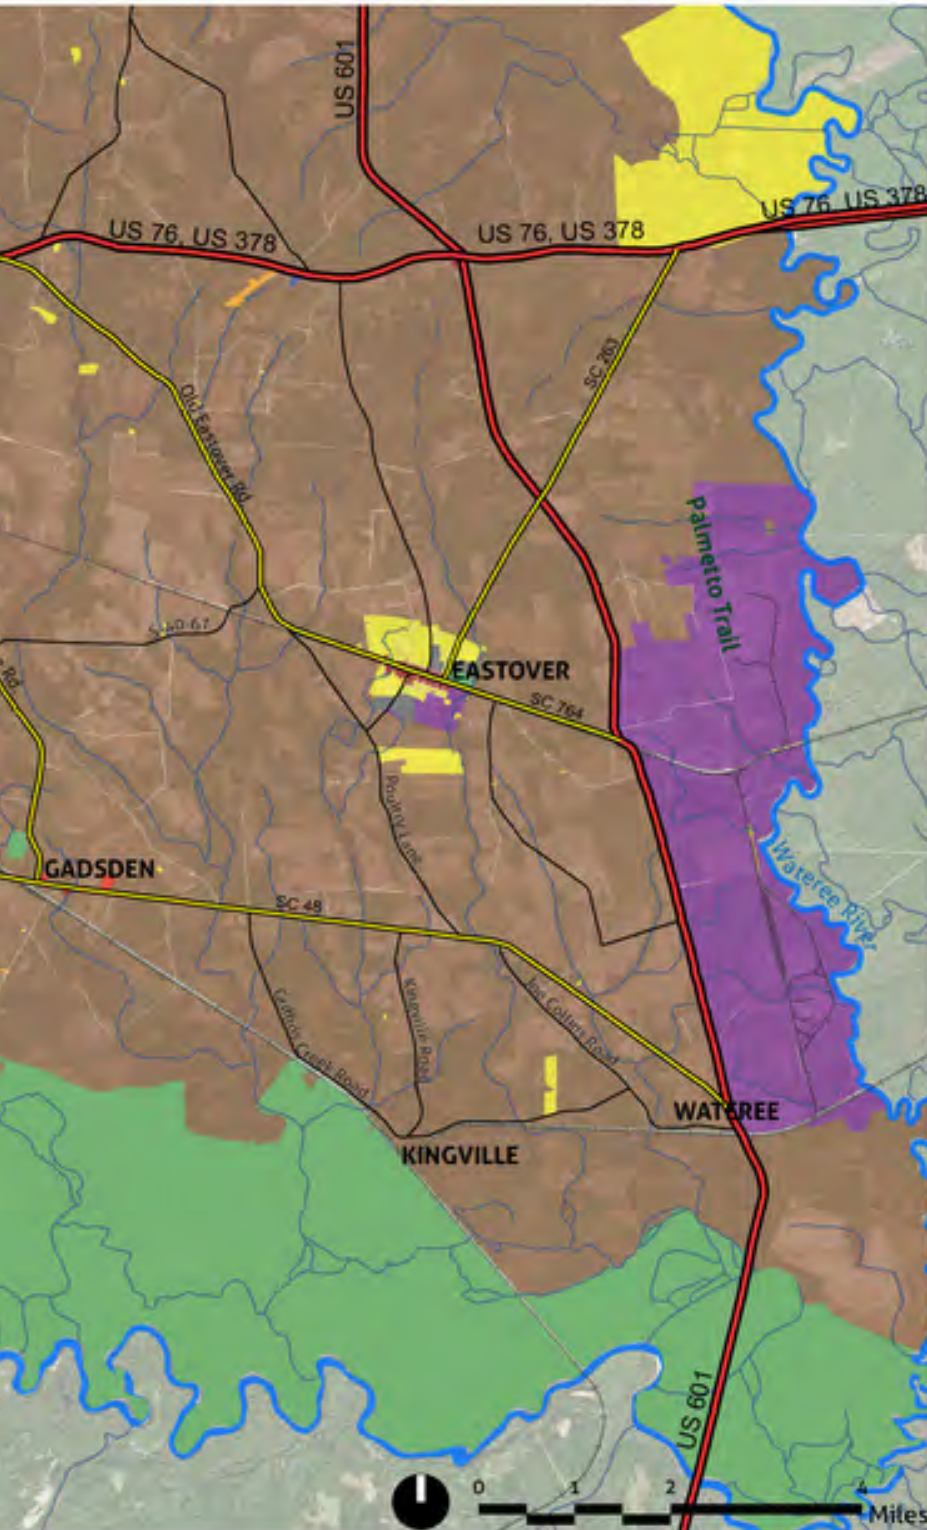 US 601
US 76, US 378
US 76, US 378
US 76, US 378
SC 263
Old Eastover Rd
Palmetto Trail
S-40-67
Rd
EASTOVER
SC 764
Poultry Lane
GADSDEN
SC 48
Wateree River
Griffins Creek Road
Kingville Road
Joe Collins Road
WATEREE
KINGVILLE
US 601
0 1 2 4
Miles